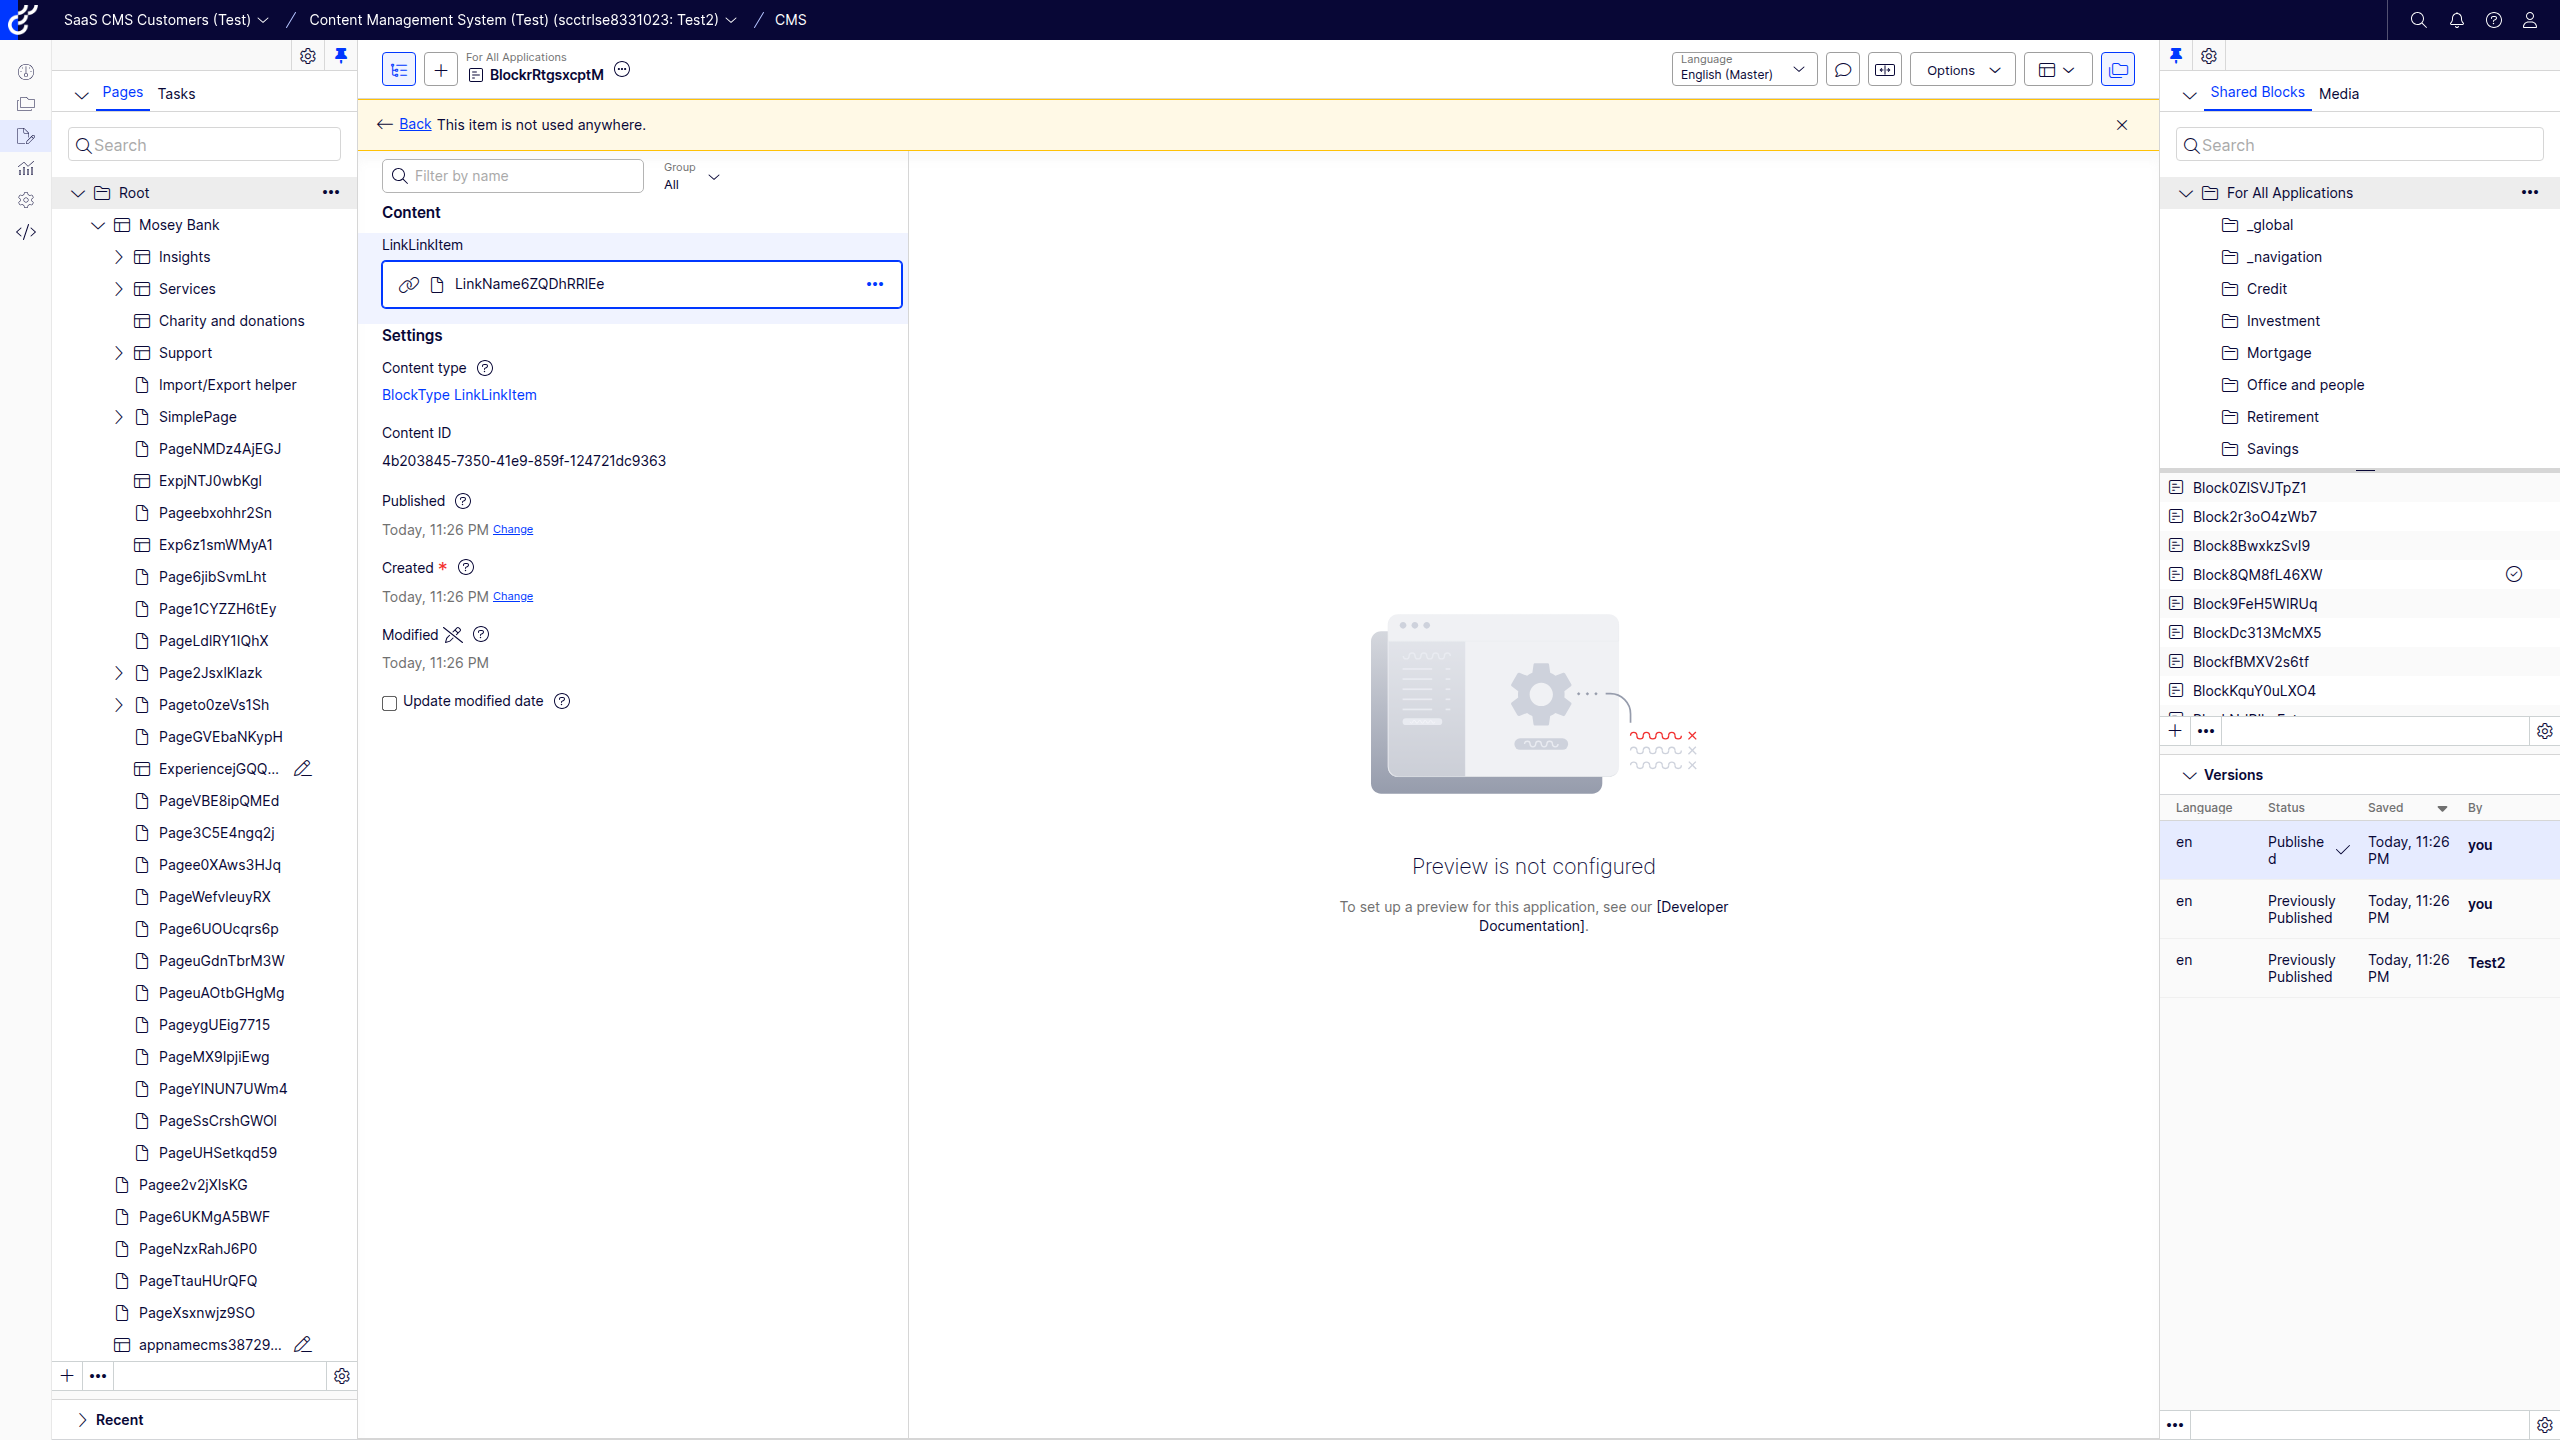 SaaS CMS Customers (Test)
Content Management System (Test) (scctrlse8331023: Test2)
CMS
Pages
Tasks
Search
Root
Mosey Bank
Insights
Services
Charity and donations
Support
Import/Export helper
SimplePage
PageNMDz4AjEGJ
ExpjNTJ0wbKgl
Pageebxohhr2Sn
Exp6z1smWMyA1
Page6jibSvmLht
Page1CYZZH6tEy
PageLdlRY1IQhX
Page2JsxlKlazk
Pageto0zeVs1Sh
PageGVEbaNKypH
ExperiencejGQQ...
PageVBE8ipQMEd
Page3C5E4ngq2j
Pagee0XAws3HJq
PageWefvleuyRX
Page6UOUcqrs6p
PageuGdnTbrM3W
PageuAOtbGHgMg
PageygUEig7715
PageMX9lpjiEwg
PageYlNUN7UWm4
PageSsCrshGWOl
PageUHSetkqd59
Pagee2v2jXlsKG
Page6UKMgA5BWF
PageNzxRahJ6P0
PageTtauHUrQFQ
PageXsxnwjz9SO
appnamecms38729...
Recent
For All Applications
BlockrRtgsxcptM
Language
English (Master)
Options
Back This item is not used anywhere.
Filter by name
Group
All
Content
LinkLinkItem
LinkName6ZQDhRRlEe
Settings
Content type
BlockType LinkLinkItem
Content ID
4b203845-7350-41e9-859f-124721dc9363
Published
Today, 11:26 PM Change
Created *
Today, 11:26 PM Change
Modified
Today, 11:26 PM
Update modified date
Preview is not configured
To set up a preview for this application, see our [Developer
Documentation].
Shared Blocks
Media
Search
For All Applications
_global
_navigation
Credit
Investment
Mortgage
Office and people
Retirement
Savings
Block0ZlSVJTpZ1
Block2r3oO4zWb7
Block8BwxkzSvl9
Block8QM8fL46XW
Block9FeH5WlRUq
BlockDc313McMX5
BlockfBMXV2s6tf
BlockKquY0uLXO4
Versions
Language Status Saved By
en Publishe
d Today, 11:26
PM you
en Previously
Published Today, 11:26
PM you
en Previously
Published Today, 11:26
PM Test2